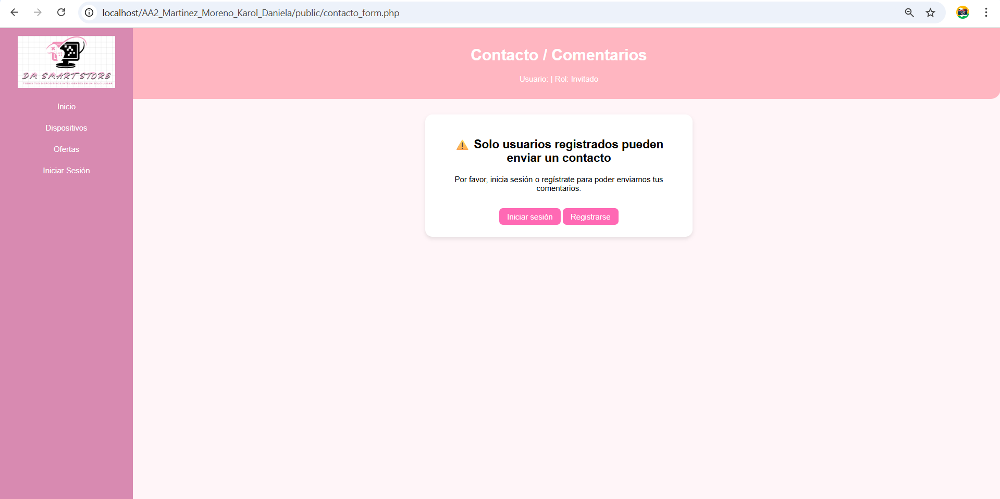 localhost/AA2_Martinez_Moreno_Karol_Daniela/public/contacto_form.php
DM SMART STORE
TODOS TUS DISPOSITIVOS INTELIGENTES EN UN SOLO LUGAR
Inicio
Dispositivos
Ofertas
Iniciar Sesión
Contacto / Comentarios
Usuario: | Rol: Invitado
⚠️ Solo usuarios registrados pueden
enviar un contacto
Por favor, inicia sesión o regístrate para poder enviarnos tus
comentarios.
Iniciar sesión Registrarse